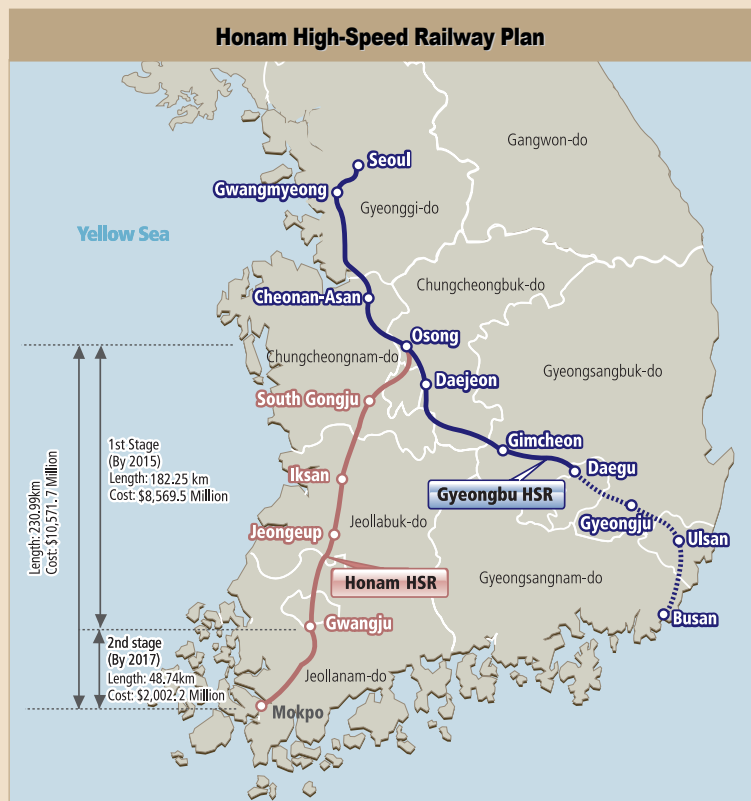 Honam High-Speed Railway Plan
Gangwon-do
Seoul
Gwangmyeong
Gyeonggi-do
Yellow Sea
Chungcheongbuk-do
Cheonan-Asan
Osong
Chungcheongnam-do
Gyeongsangbuk-do
Daejeon
South Gongju
Gimcheon
Daegu
Iksan
Gyeongbu HSR
Gyeongju
Jeollabuk-do
Jeongeup
Ulsan
Honam HSR
Gyeongsangnam-do
Busan
Gwangju
Jeollanam-do
Mokpo
Length: 230.99km
Cost: $10,571.7 Million
1st Stage
(By 2015)
Length: 182.25 km
Cost: $8,569.5 Million
2nd stage
(By 2017)
Length: 48.74km
Cost: $2,002.2 Million